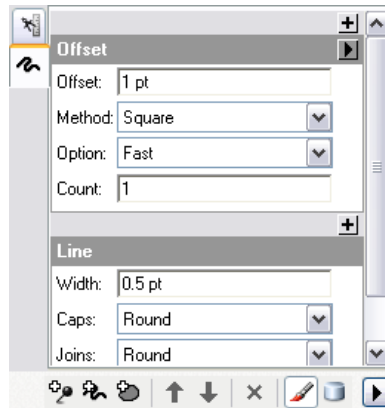 Offset
Offset: 1 pt
Method: Square
Option: Fast
Count: 1
Line
Width: 0.5 pt
Caps: Round
Joins: Round